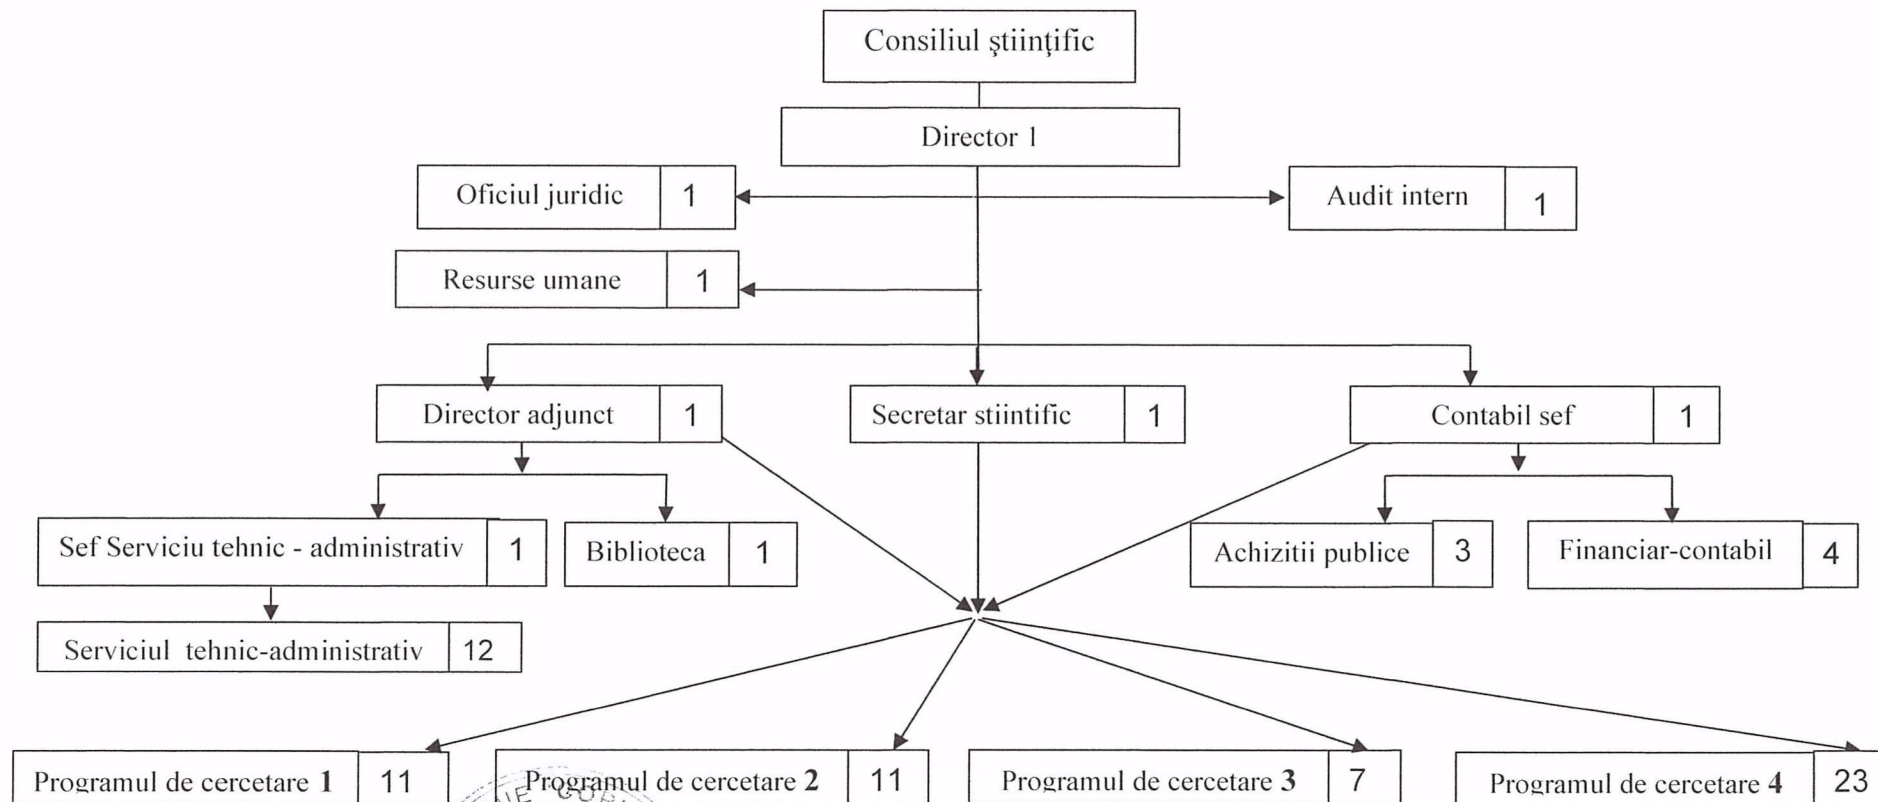 Consiliul ştiinţific
Director 1
Oficiul juridic 1
Audit intern 1
Resurse umane 1
Director adjunct 1
Secretar stiintific 1
Contabil sef 1
Sef Serviciu tehnic - administrativ 1
Biblioteca 1
Achizitii publice 3
Financiar-contabil 4
Serviciul tehnic-administrativ 12
Programul de cercetare 1 11
Programul de cercetare 2 11
Programul de cercetare 3 7
Programul de cercetare 4 23